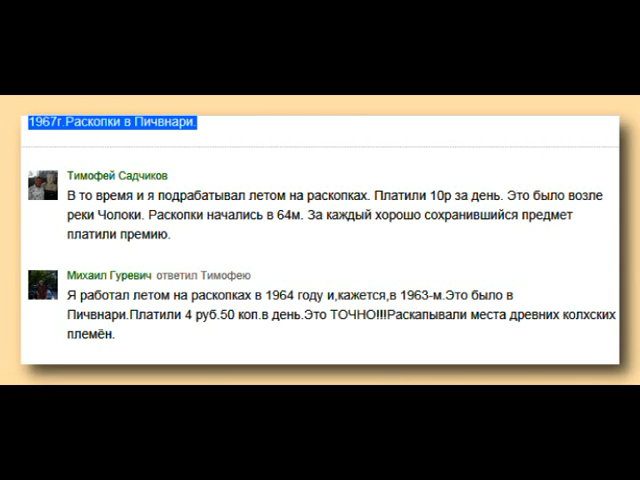 1967г.Раскопки в Пичвнари.
Тимофей Садчиков
В то время и я подрабатывал летом на раскопках. Платили 10р за день. Это было возле
реки Чолоки. Раскопки начались в 64м. За каждый хорошо сохранившийся предмет
платили премию.
Михаил Гуревич ответил Тимофею
Я работал летом на раскопках в 1964 году и,кажется,в 1963-м.Это было в
Пичвнари.Платили 4 руб.50 коп.в день.Это ТОЧНО!!!Раскапывали места древних колхских
племён.